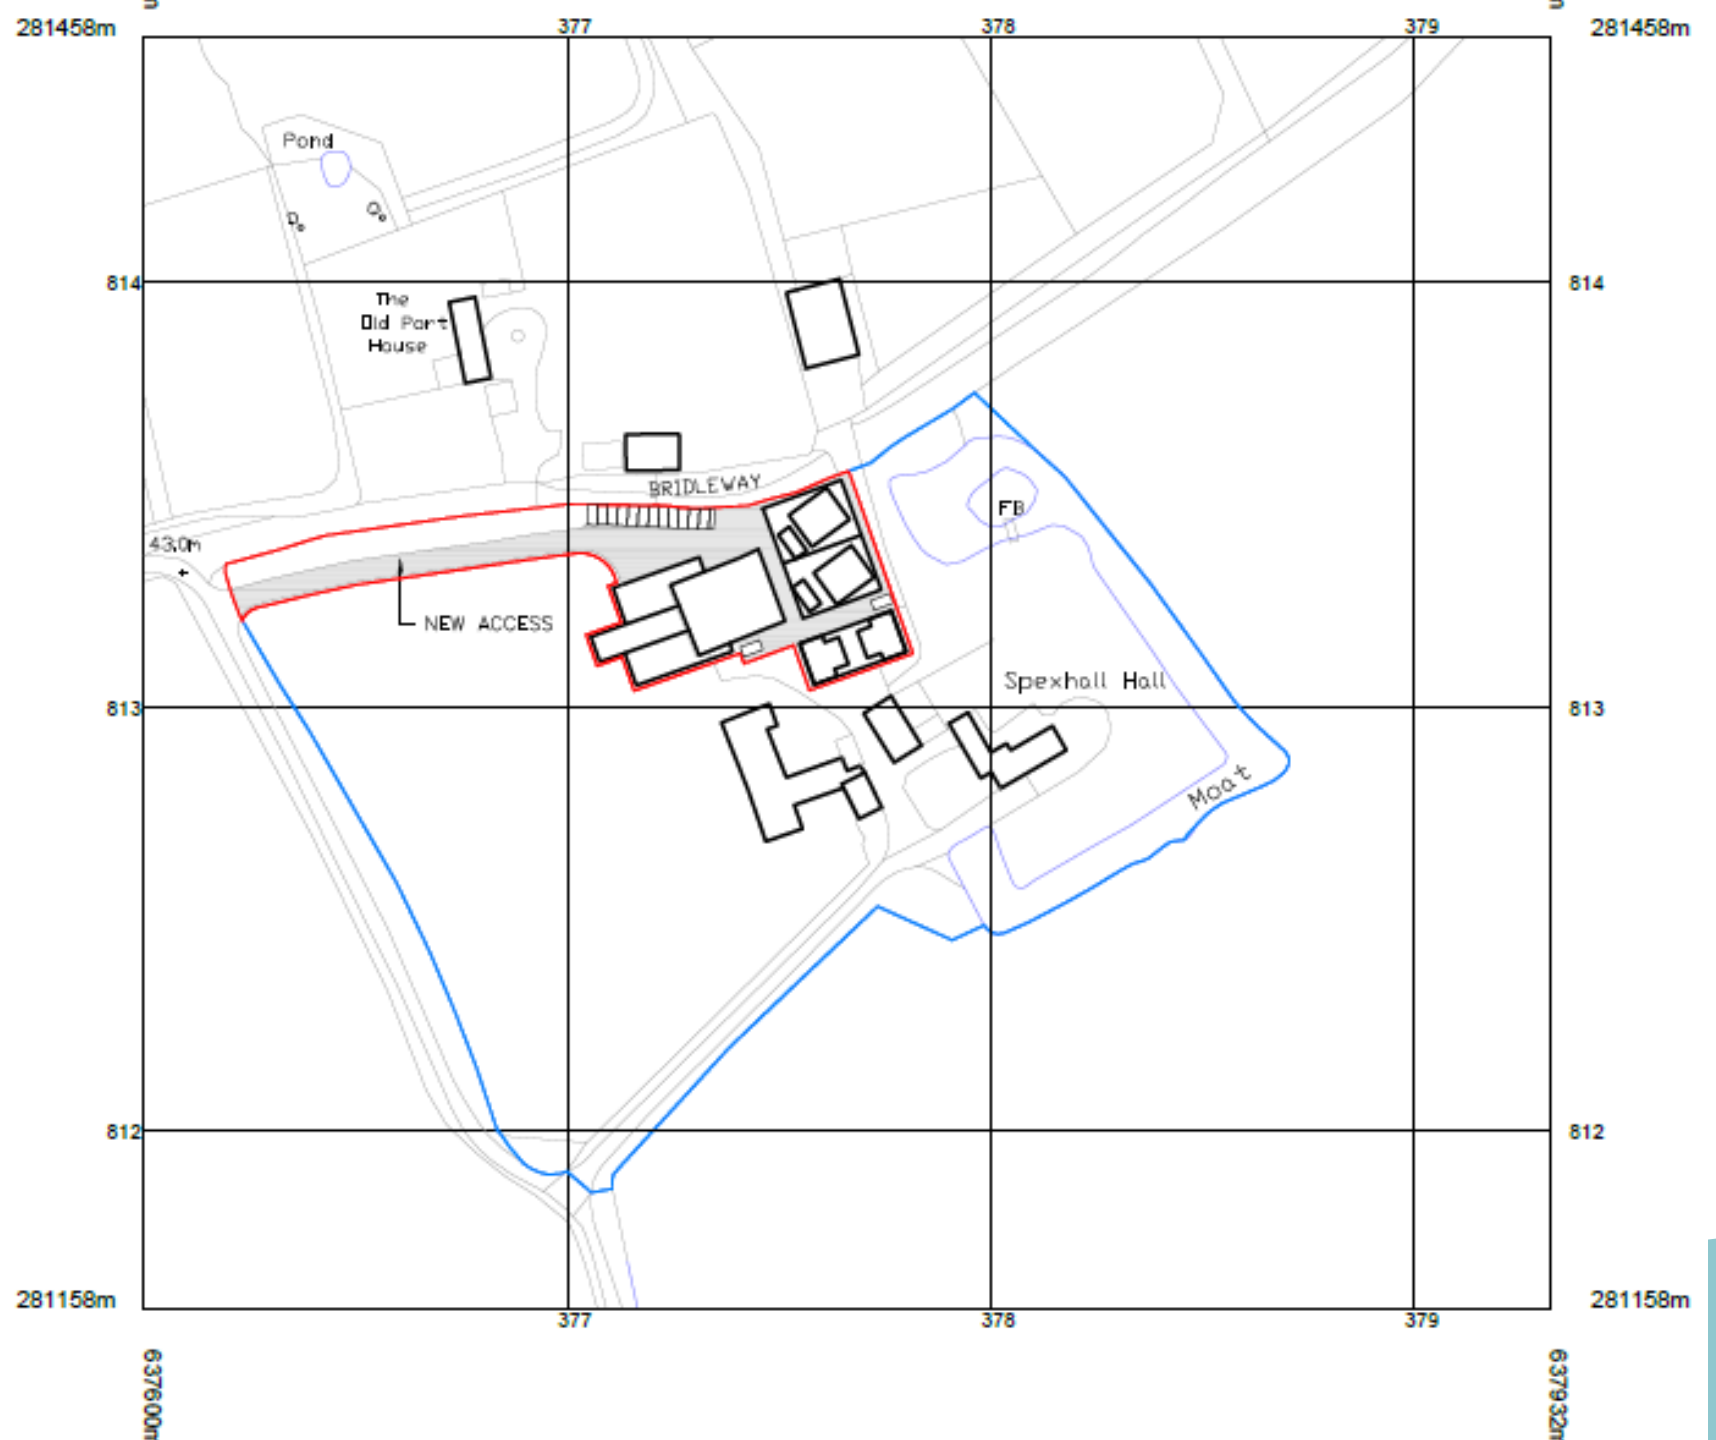 281458m 377 378 379 281458m
Pond
814 814
The
Old Part
House
BRIDLEWAY
FB
43.0m
NEW ACCESS
Spexhall Hall
813 813
Moat
812 812
281158m 377 378 379 281158m
637600m 637932m